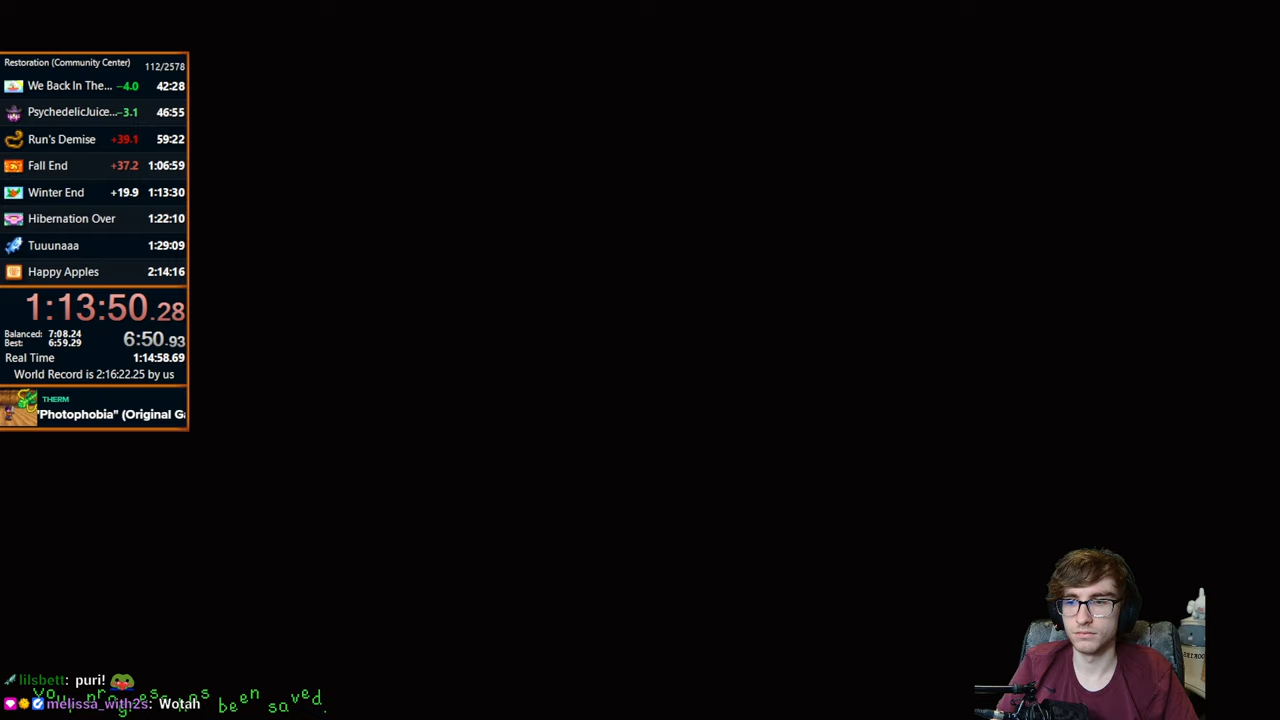 Restoration (Community Center) 112/2578
We Back In The... −4.0 42:28
PsychedelicJuice... −3.1 46:55
Run's Demise +39.1 59:22
Fall End +37.2 1:06:59
Winter End +19.9 1:13:30
Hibernation Over 1:22:10
Tuuunaaa 1:29:09
Happy Apples 2:14:16
1:13:50.28
Balanced: 7:08.24
Best: 6:59.29
6:50.93
Real Time 1:14:58.69
World Record is 2:16:22.25 by us
THERM
"Photophobia" (Original Ga
lilsbett: puri!
been saved.
melissa_with2s: Wotah